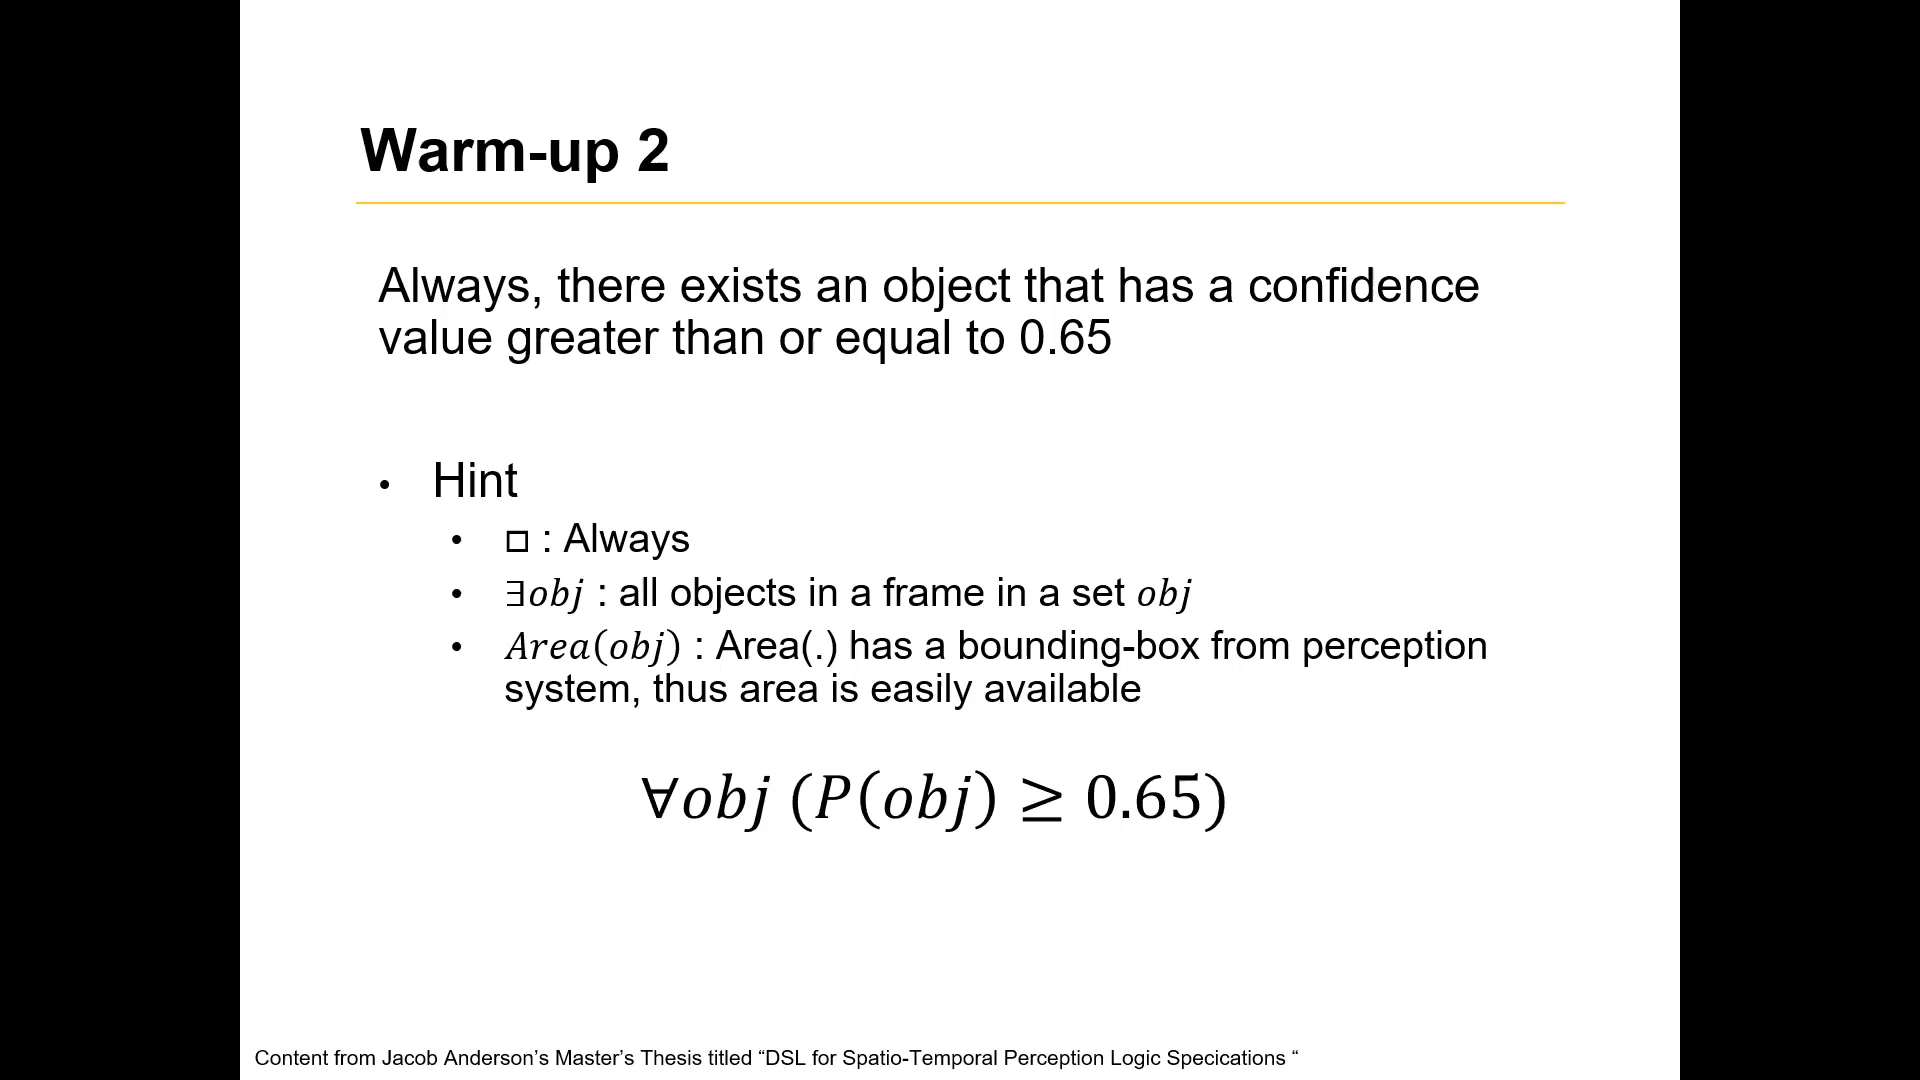 Warm-up 2
Always, there exists an object that has a confidence
value greater than or equal to 0.65
• Hint
• □ : Always
• ∃obj : all objects in a frame in a set obj
• Area(obj) : Area(.) has a bounding-box from perception
system, thus area is easily available
∀obj (P(obj) ≥ 0.65)
Content from Jacob Anderson’s Master’s Thesis titled “DSL for Spatio-Temporal Perception Logic Specications “